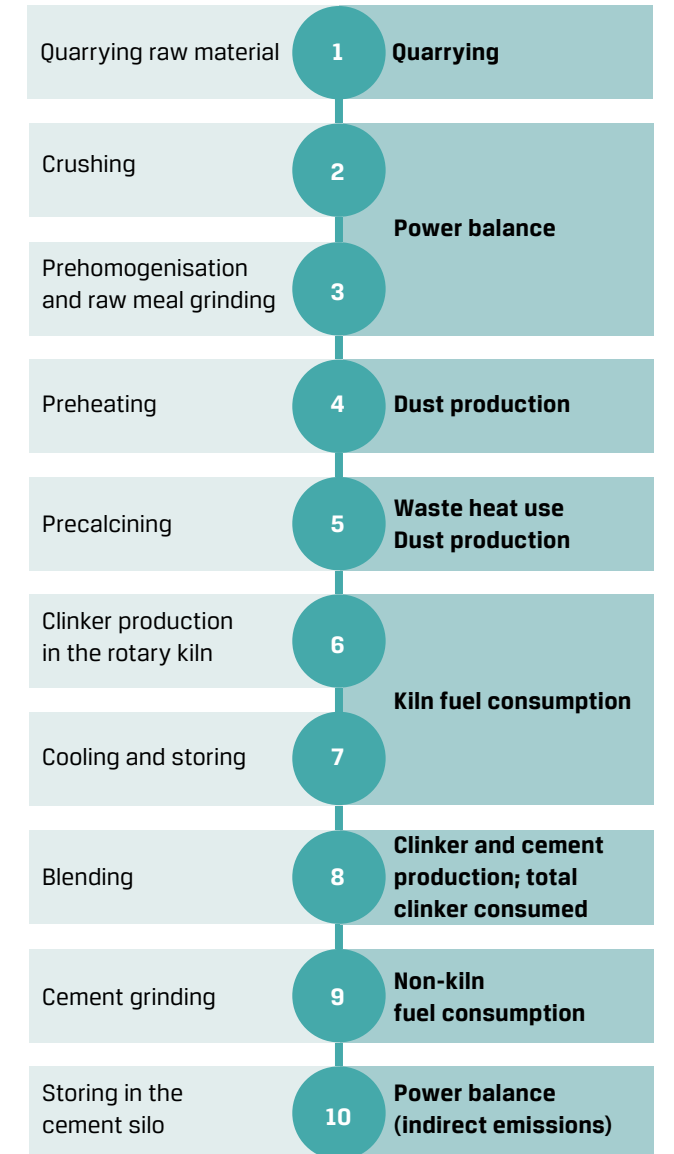 Quarrying raw material
1
Quarrying
Crushing
2
Power balance
Prehomogenisation
and raw meal grinding
3
Preheating
4
Dust production
Precalcining
5
Waste heat use
Dust production
Clinker production
in the rotary kiln
6
Kiln fuel consumption
Cooling and storing
7
Blending
8
Clinker and cement
production; total
clinker consumed
Cement grinding
9
Non-kiln
fuel consumption
Storing in the
cement silo
10
Power balance
(indirect emissions)